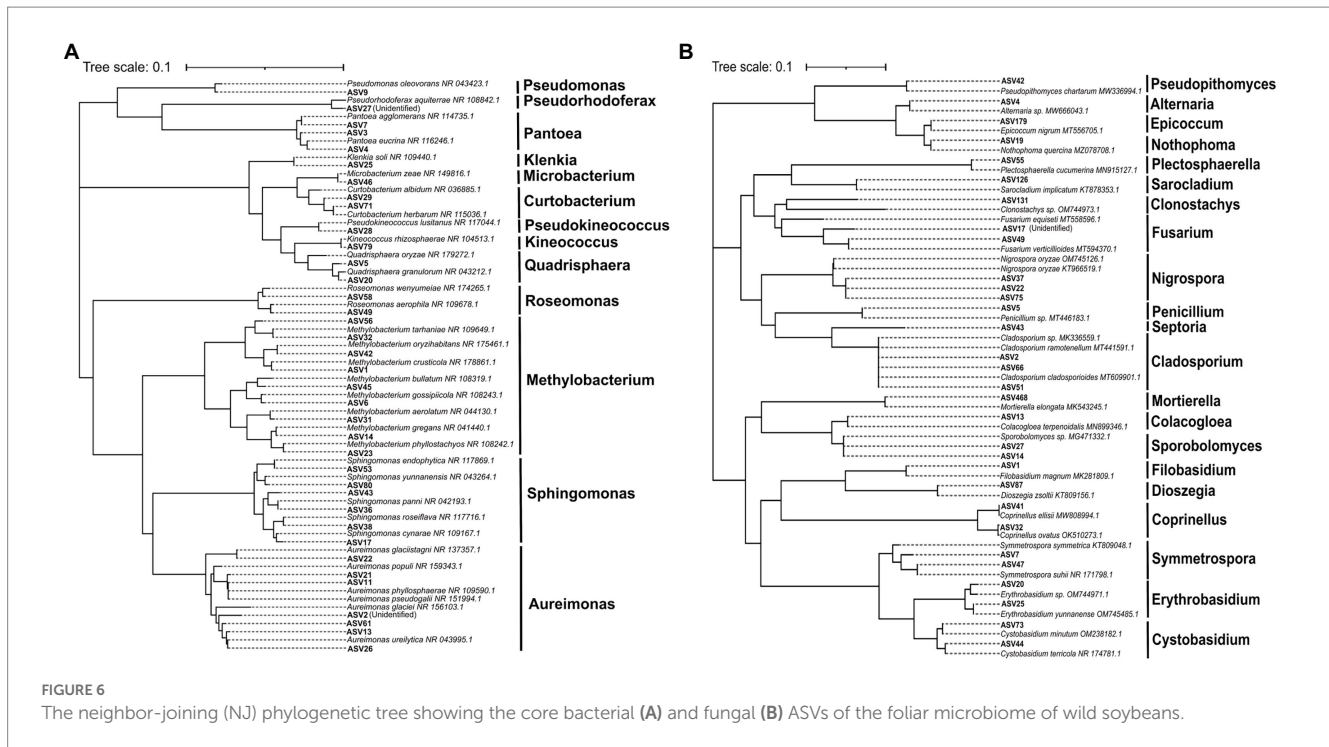 A
Tree scale: 0.1
Pseudomonas oleovorans NR 043423.1
ASV9
Pseudorhodoferax aquiterrae NR 108842.1
ASV27 (Unidentified)
Pantoea agglomerans NR 114735.1
ASV7
ASV3
Pantoea eucrina NR 116246.1
ASV4
Klenkia soli NR 109440.1
ASV25
Microbacterium zeae NR 149816.1
ASV46
Curtobacterium albidum NR 036885.1
ASV29
ASV71
Curtobacterium herbarum NR 115036.1
Pseudokineococcus lusitanus NR 117044.1
ASV28
Kineococcus rhizosphaerae NR 104513.1
ASV79
Quadrisphaera oryzae NR 179272.1
ASV5
Quadrisphaera granulorum NR 043212.1
ASV20
Roseomonas wenyumeiae NR 174265.1
ASV58
Roseomonas aerophila NR 109678.1
ASV49
ASV56
Methylobacterium tarhaniae NR 109649.1
ASV32
Methylobacterium oryzihabitans NR 175461.1
ASV42
Methylobacterium crusticola NR 178861.1
ASV1
Methylobacterium bullatum NR 108319.1
ASV45
Methylobacterium gossipiicola NR 108243.1
ASV6
Methylobacterium aerolatum NR 044130.1
ASV31
Methylobacterium gregans NR 041440.1
ASV14
Methylobacterium phyllostachyos NR 108242.1
ASV23
Sphingomonas endophytica NR 117869.1
ASV53
Sphingomonas yunnanensis NR 043264.1
ASV80
ASV43
Sphingomonas panni NR 042193.1
ASV36
Sphingomonas roseiflava NR 117716.1
ASV38
Sphingomonas cynarae NR 109167.1
ASV17
Aureimonas glaciistagni NR 137357.1
ASV22
Aureimonas populi NR 159343.1
ASV21
ASV11
Aureimonas phyllosphaerae NR 109590.1
Aureimonas pseudogalii NR 151994.1
Aureimonas glaciei NR 156103.1
ASV2 (Unidentified)
ASV61
ASV13
Aureimonas ureilytica NR 043995.1
ASV26
Pseudomonas
Pseudorhodoferax
Pantoea
Klenkia
Microbacterium
Curtobacterium
Pseudokineococcus
Kineococcus
Quadrisphaera
Roseomonas
Methylobacterium
Sphingomonas
Aureimonas
B
Tree scale: 0.1
ASV42
Pseudopithomyces chartarum MW336994.1
ASV4
Alternaria sp. MW666043.1
ASV179
Epicoccum nigrum MT556705.1
ASV19
Nothophoma quercina MZ078708.1
ASV55
Plectosphaerella cucumerina MN915127.1
ASV126
Sarocladium implicatum KT878353.1
ASV131
Clonostachys sp. OM744973.1
Fusarium equiseti MT558596.1
ASV17 (Unidentified)
ASV49
Fusarium verticillioides MT594370.1
Nigrospora oryzae OM745126.1
Nigrospora oryzae KT966519.1
ASV37
ASV22
ASV75
ASV5
Penicillium sp. MT446183.1
ASV43
Cladosporium sp. MK336559.1
Cladosporium ramotenellum MT441591.1
ASV2
ASV66
Cladosporium cladosporioides MT609901.1
ASV51
ASV468
Mortierella elongata MK543245.1
ASV13
Colacogloea terpenoidalis MN899346.1
Sporobolomyces sp. MG471332.1
ASV27
ASV14
ASV1
Filobasidium magnum MK281809.1
ASV87
Dioszegia zsoltii KT809156.1
ASV41
Coprinellus ellisii MW808994.1
ASV32
Coprinellus ovatus OK510273.1
Symmetrospora symmetrica KT809048.1
ASV7
ASV47
Symmetrospora suhii NR 171798.1
ASV20
Erythrobasidium sp. OM744971.1
ASV25
Erythrobasidium yunnanense OM745485.1
ASV73
Cystobasidium minutum OM238182.1
ASV44
Cystobasidium terricola NR 174781.1
Pseudopithomyces
Alternaria
Epicoccum
Nothophoma
Plectosphaerella
Sarocladium
Clonostachys
Fusarium
Nigrospora
Penicillium
Septoria
Cladosporium
Mortierella
Colacogloea
Sporobolomyces
Filobasidium
Dioszegia
Coprinellus
Symmetrospora
Erythrobasidium
Cystobasidium
FIGURE 6
The neighbor-joining (NJ) phylogenetic tree showing the core bacterial (A) and fungal (B) ASVs of the foliar microbiome of wild soybeans.